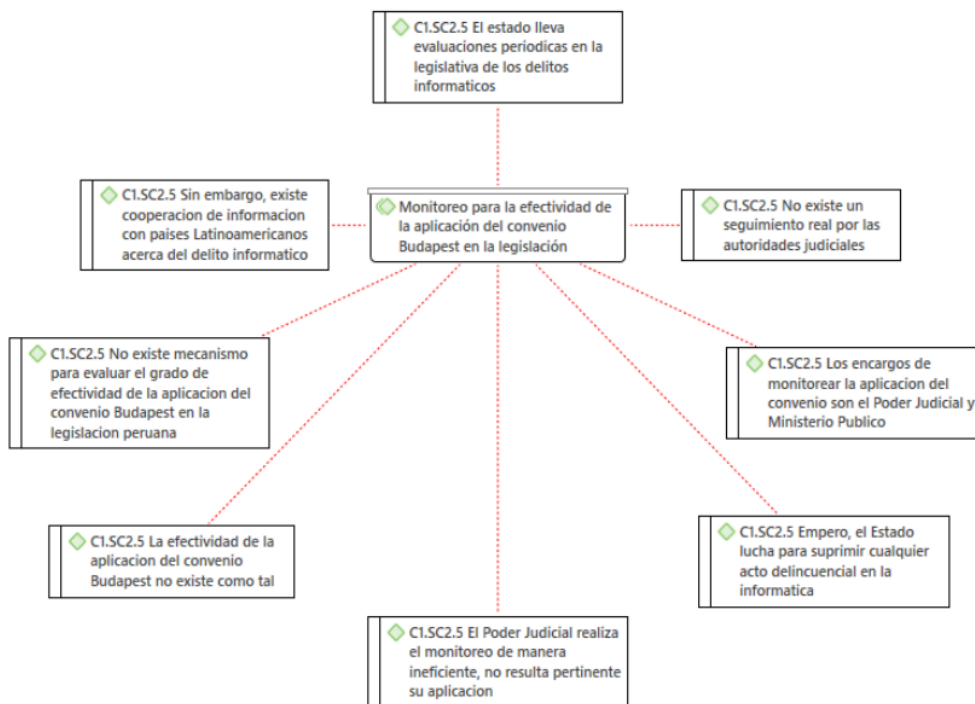 C1.SC2.5 El estado lleva
evaluaciones periodicas en la
legislativa de los delitos
informaticos
C1.SC2.5 Sin embargo, existe
cooperacion de informacion
con paises Latinoamericanos
acerca del delito informatico
Monitoreo para la efectividad de
la aplicación del convenio
Budapest en la legislación
C1.SC2.5 No existe un
seguimiento real por las
autoridades judiciales
C1.SC2.5 No existe mecanismo
para evaluar el grado de
efectividad de la aplicacion del
convenio Budapest en la
legislacion peruana
C1.SC2.5 Los encargos de
monitorear la aplicacion del
convenio son el Poder Judicial y
Ministerio Publico
C1.SC2.5 La efectividad de la
aplicacion del convenio
Budapest no existe como tal
C1.SC2.5 Empero, el Estado
lucha para suprimir cualquier
acto delincuencial en la
informatica
C1.SC2.5 El Poder Judicial realiza
el monitoreo de manera
ineficiente, no resulta pertinente
su aplicacion